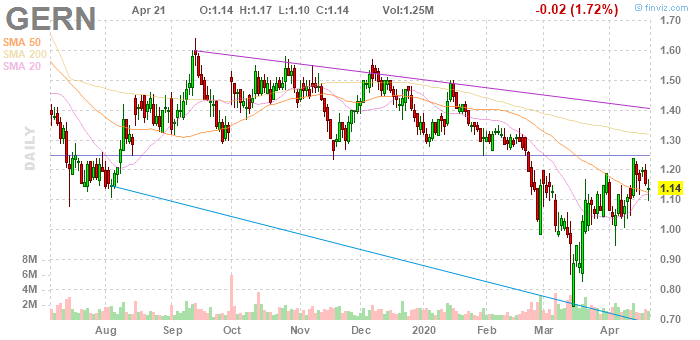 GERN
Apr 21
O:1.14 H:1.17 L:1.10 C:1.14
Vol:1.25M
-0.02 (1.72%)
© finviz.com
SMA 50
SMA 200
SMA 20
DAILY
1.70
1.60
1.50
1.40
1.30
1.20
1.14
1.10
1.00
0.90
0.80
0.70
8M
6M
4M
2M
Aug Sep Oct Nov Dec 2020 Feb Mar Apr